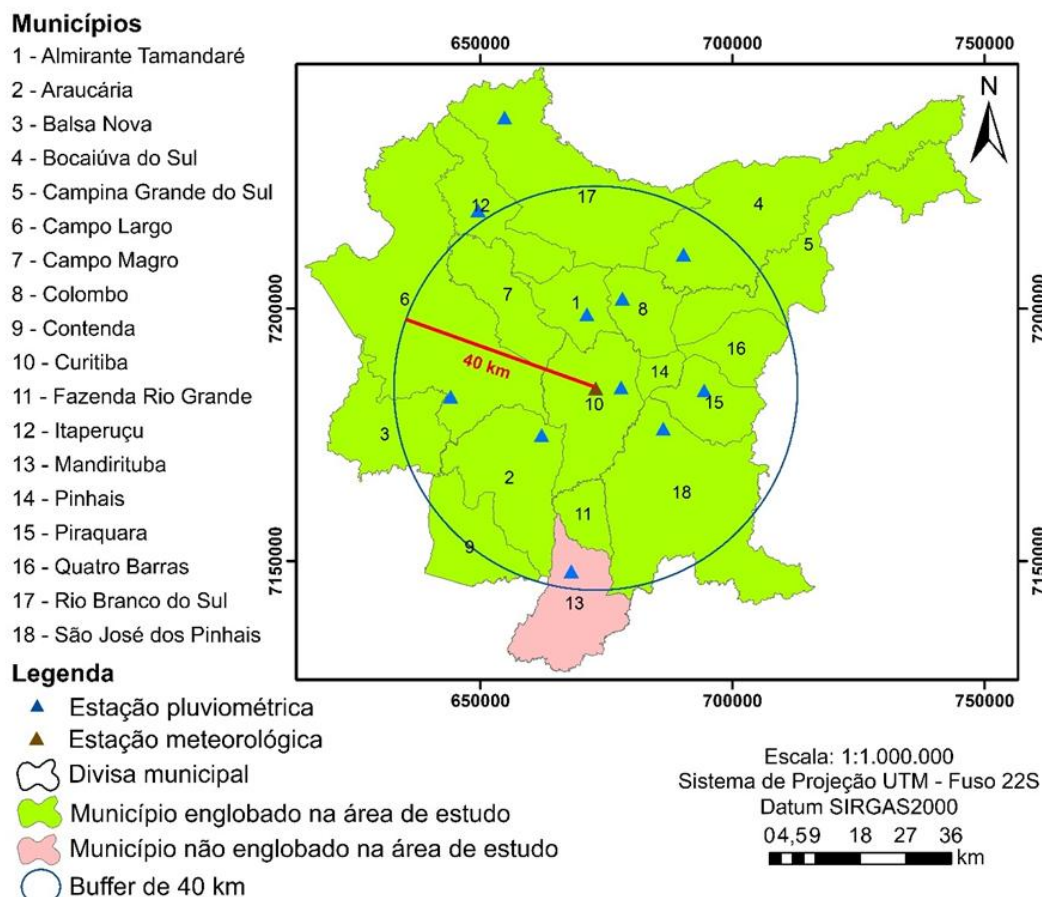 Municípios
1 - Almirante Tamandaré
2 - Araucária
3 - Balsa Nova
4 - Bocaiúva do Sul
5 - Campina Grande do Sul
6 - Campo Largo
7 - Campo Magro
8 - Colombo
9 - Contenda
10 - Curitiba
11 - Fazenda Rio Grande
12 - Itaperuçu
13 - Mandirituba
14 - Pinhais
15 - Piraquara
16 - Quatro Barras
17 - Rio Branco do Sul
18 - São José dos Pinhais
Legenda
Estação pluviométrica
Estação meteorológica
Divisa municipal
Município englobado na área de estudo
Município não englobado na área de estudo
Buffer de 40 km
650000 700000 750000
N
7200000 7200000
7150000 7150000
12
17
4
5
6
7
1
8
16
40 km
14
10
15
3
2
18
11
9
13
650000 700000 750000
Escala: 1:1.000.000
Sistema de Projeção UTM - Fuso 22S
Datum SIRGAS2000
0 4,5 9 18 27 36
km